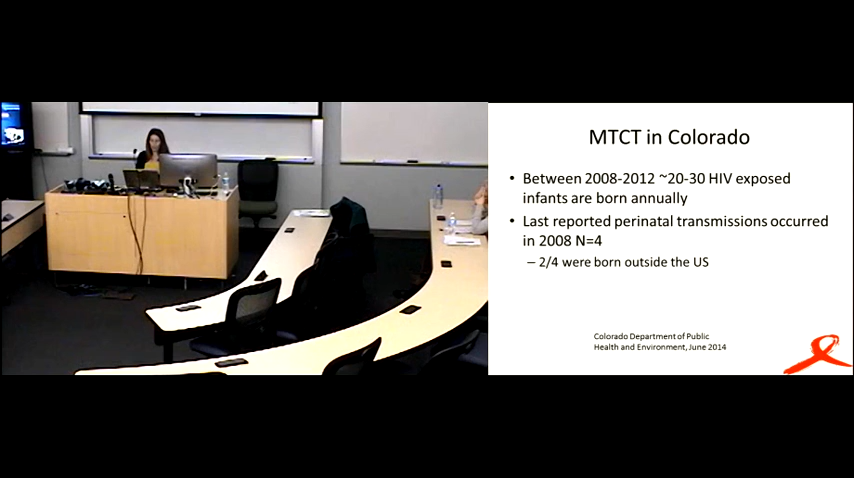 MTCT in Colorado
• Between 2008-2012 ~20-30 HIV exposed
infants are born annually
• Last reported perinatal transmissions occurred
in 2008 N=4
– 2/4 were born outside the US
Colorado Department of Public
Health and Environment, June 2014